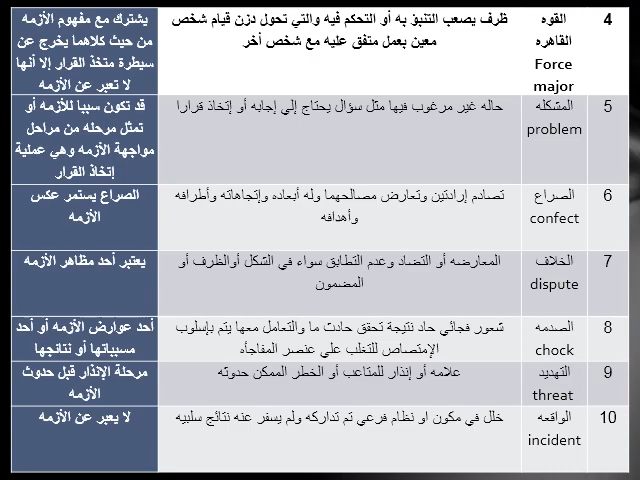 4
القوه
القاهره
Force
major
ظرف يصعب التنبؤ به أو التحكم فيه والتي تحول دزن قيام شخص
معين بعمل متفق عليه مع شخص أخر
يشترك مع مفهوم الأزمه
من حيث كلاهما يخرج عن
سيطرة متخذ القرار إلا أنها
لا تعبر عن الأزمه
5
المشكله
problem
حاله غير مرغوب فيها مثل سؤال يحتاج إلي إجابه أو إتخاذ قرارا
قد تكون سببا للأزمه أو
تمثل مرحله من مراحل
مواجهة الأزمه وهي عملية
إتخاذ القرار
6
الصراع
confect
تصادم إرادتين وتعارض مصالحهما وله أبعاده وإتجاهاته وأطرافه
وأهدافه
الصراع يستمر عكس
الأزمه
7
الخلاف
dispute
المعارضه أو التضاد وعدم التطابق سواء في الشكل أوالظرف أو
المضمون
يعتبر أحد مظاهر الأزمه
8
الصدمه
chock
شعور فجائي حاد نتيجة تحقق حادث ما والتعامل معها يتم بإسلوب
الإمتصاص للتغلب علي عنصر المفاجأه
أحد عوارض الأزمه أو أحد
مسبباتها أو نتائجها
9
التهديد
threat
علامه أو إنذار للمتاعب أو الخطر الممكن حدوثه
مرحلة الإنذار قبل حدوث
الأزمه
10
الواقعه
incident
خلل في مكون او نظام فرعي تم تداركه ولم يسفر عنه نتائج سلبيه
لا يعبر عن الأزمه